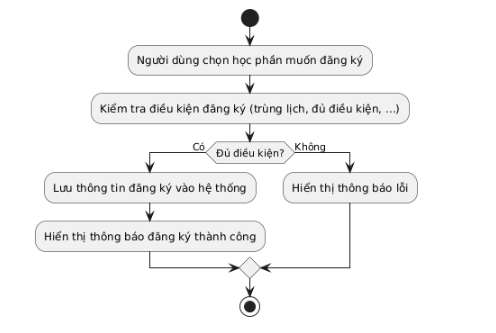 Người dùng chọn học phần muốn đăng ký
Kiểm tra điều kiện đăng ký (trùng lịch, đủ điều kiện, ...)
Đủ điều kiện?
Có
Không
Lưu thông tin đăng ký vào hệ thống
Hiển thị thông báo lỗi
Hiển thị thông báo đăng ký thành công